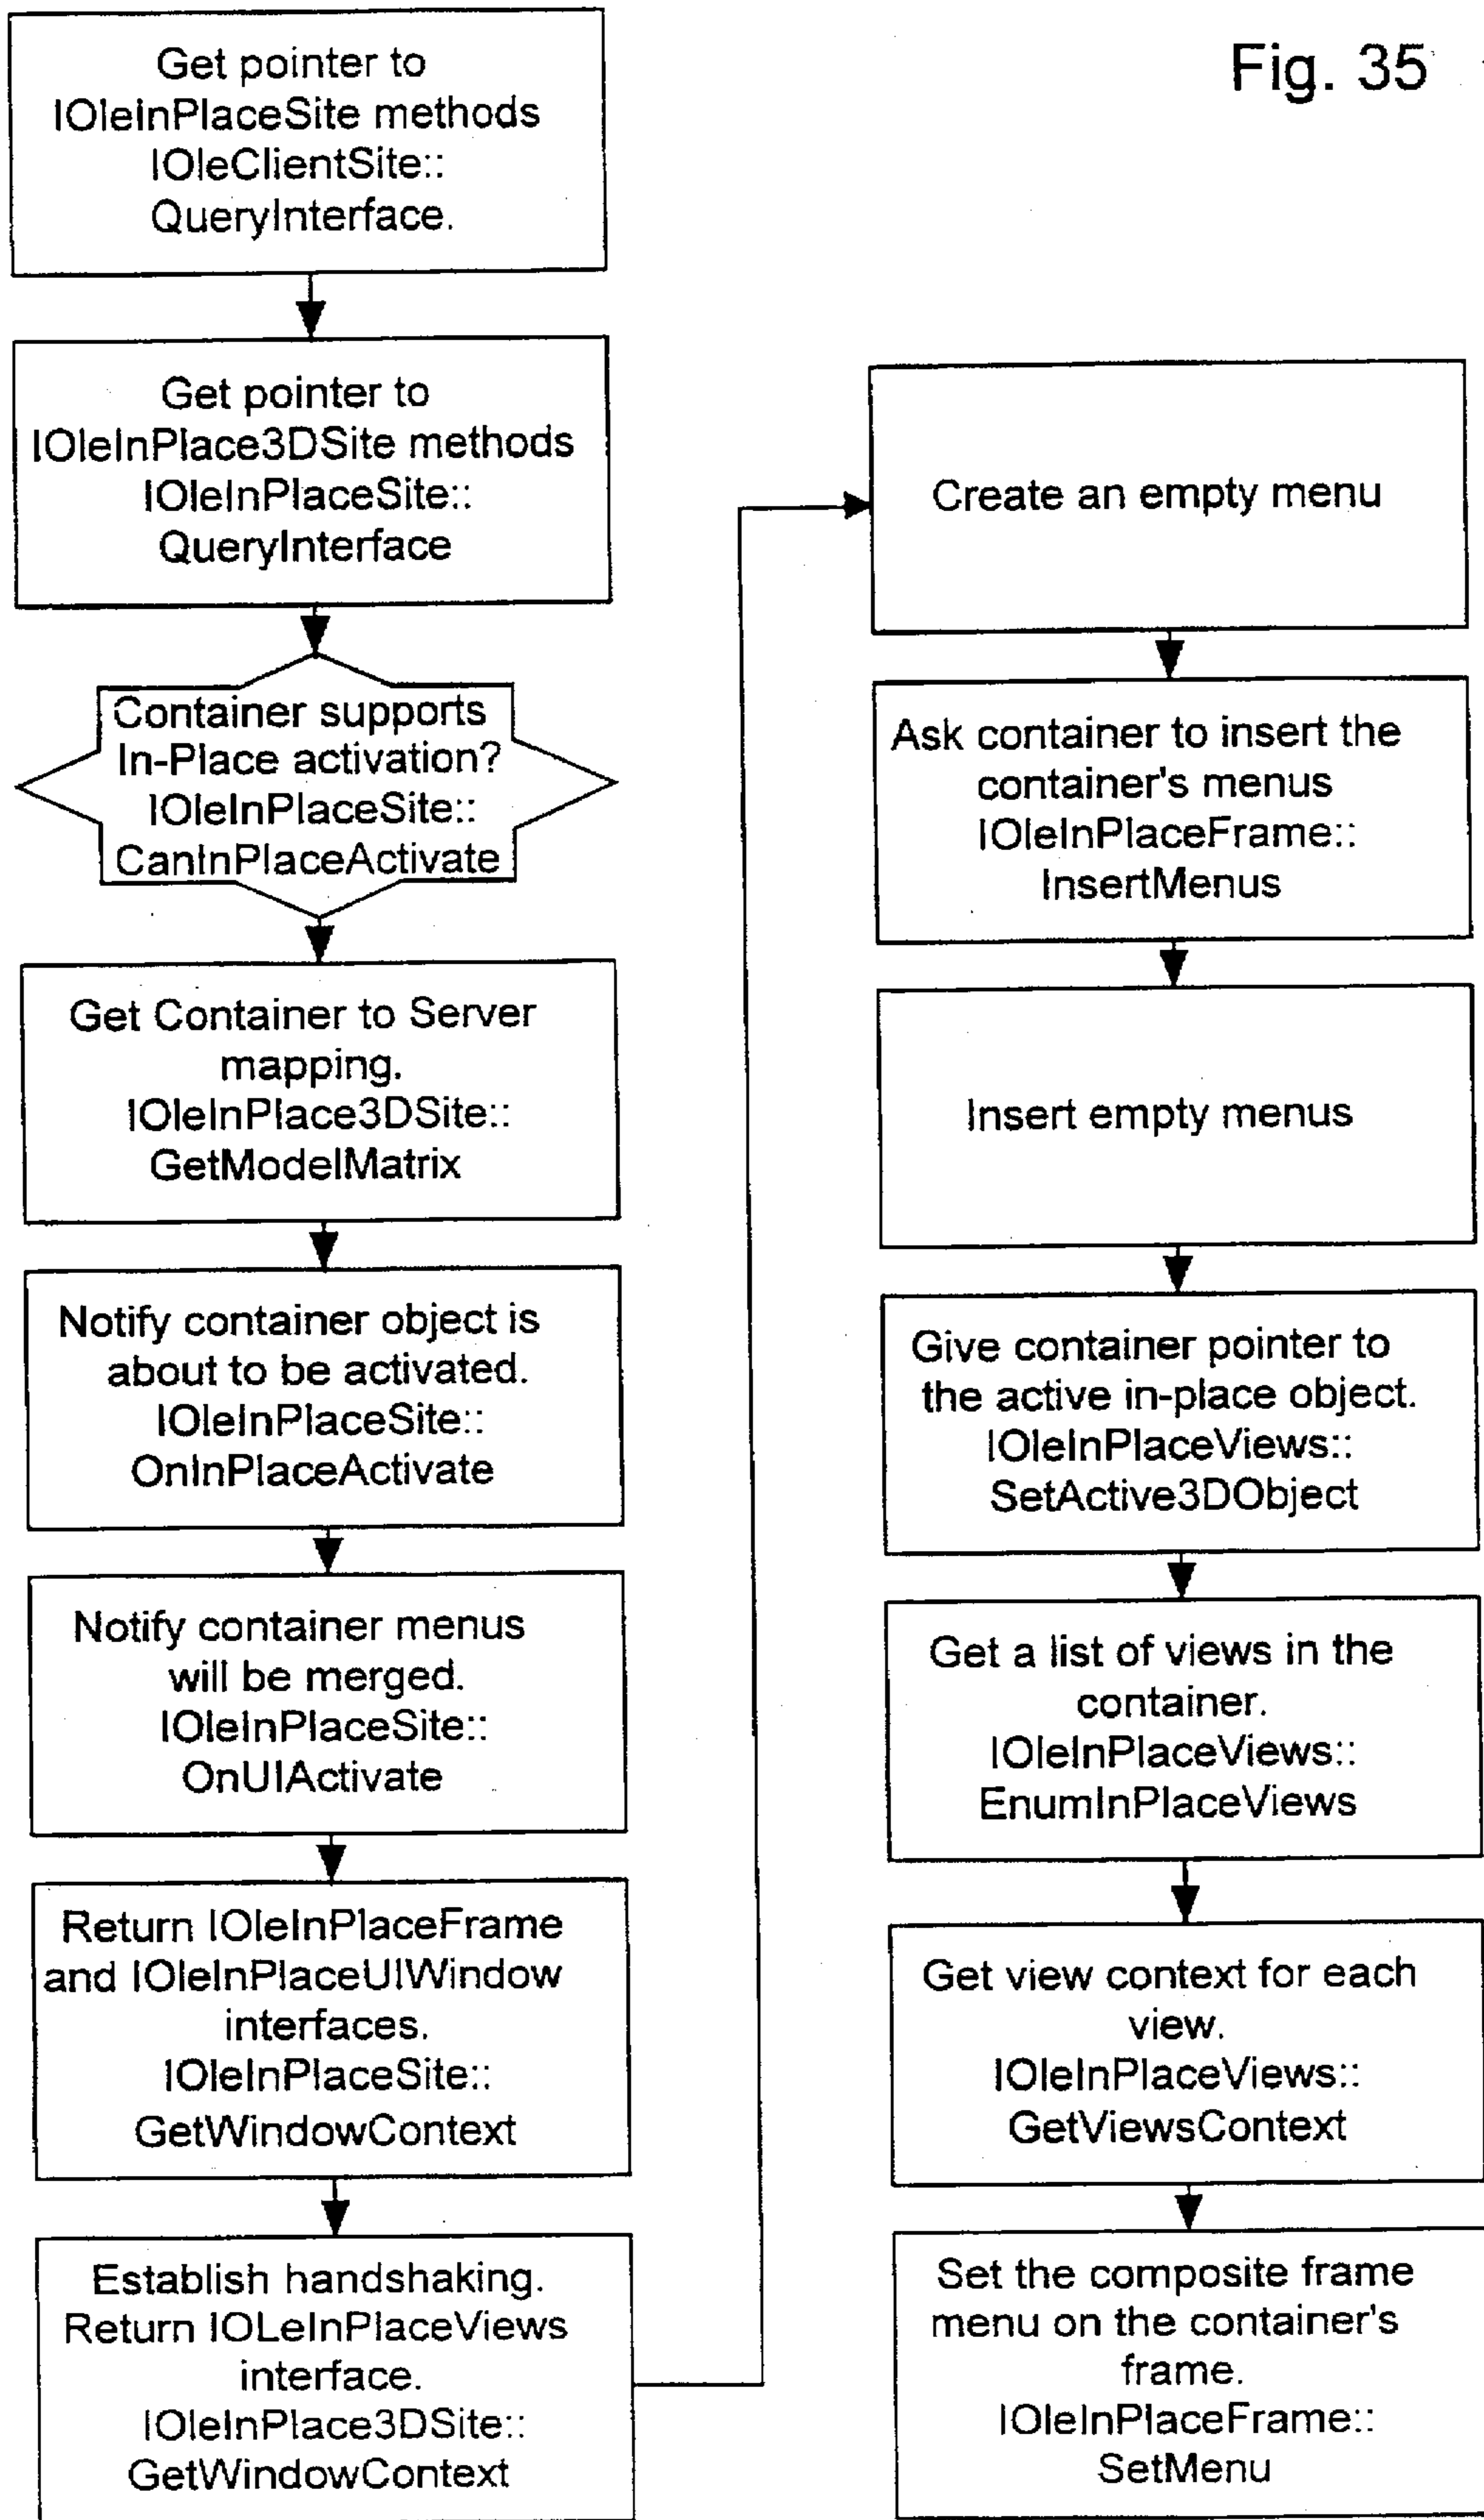 Fig. 35
Get pointer to
IOleInPlaceSite methods
IOleClientSite::
QueryInterface.
Get pointer to
IOleInPlace3DSite methods
IOleInPlaceSite::
QueryInterface
Container supports
In-Place activation?
IOleInPlaceSite::
CanInPlaceActivate
Get Container to Server
mapping.
IOleInPlace3DSite::
GetModelMatrix
Notify container object is
about to be activated.
IOleInPlaceSite::
OnInPlaceActivate
Notify container menus
will be merged.
IOleInPlaceSite::
OnUIActivate
Return IOleInPlaceFrame
and IOleInPlaceUIWindow
interfaces.
IOleInPlaceSite::
GetWindowContext
Establish handshaking.
Return IOLeInPlaceViews
interface.
IOleInPlace3DSite::
GetWindowContext
Create an empty menu
Ask container to insert the
container's menus
IOleInPlaceFrame::
InsertMenus
Insert empty menus
Give container pointer to
the active in-place object.
IOleInPlaceViews::
SetActive3DObject
Get a list of views in the
container.
IOleInPlaceViews::
EnumInPlaceViews
Get view context for each
view.
IOleInPlaceViews::
GetViewsContext
Set the composite frame
menu on the container's
frame.
IOleInPlaceFrame::
SetMenu